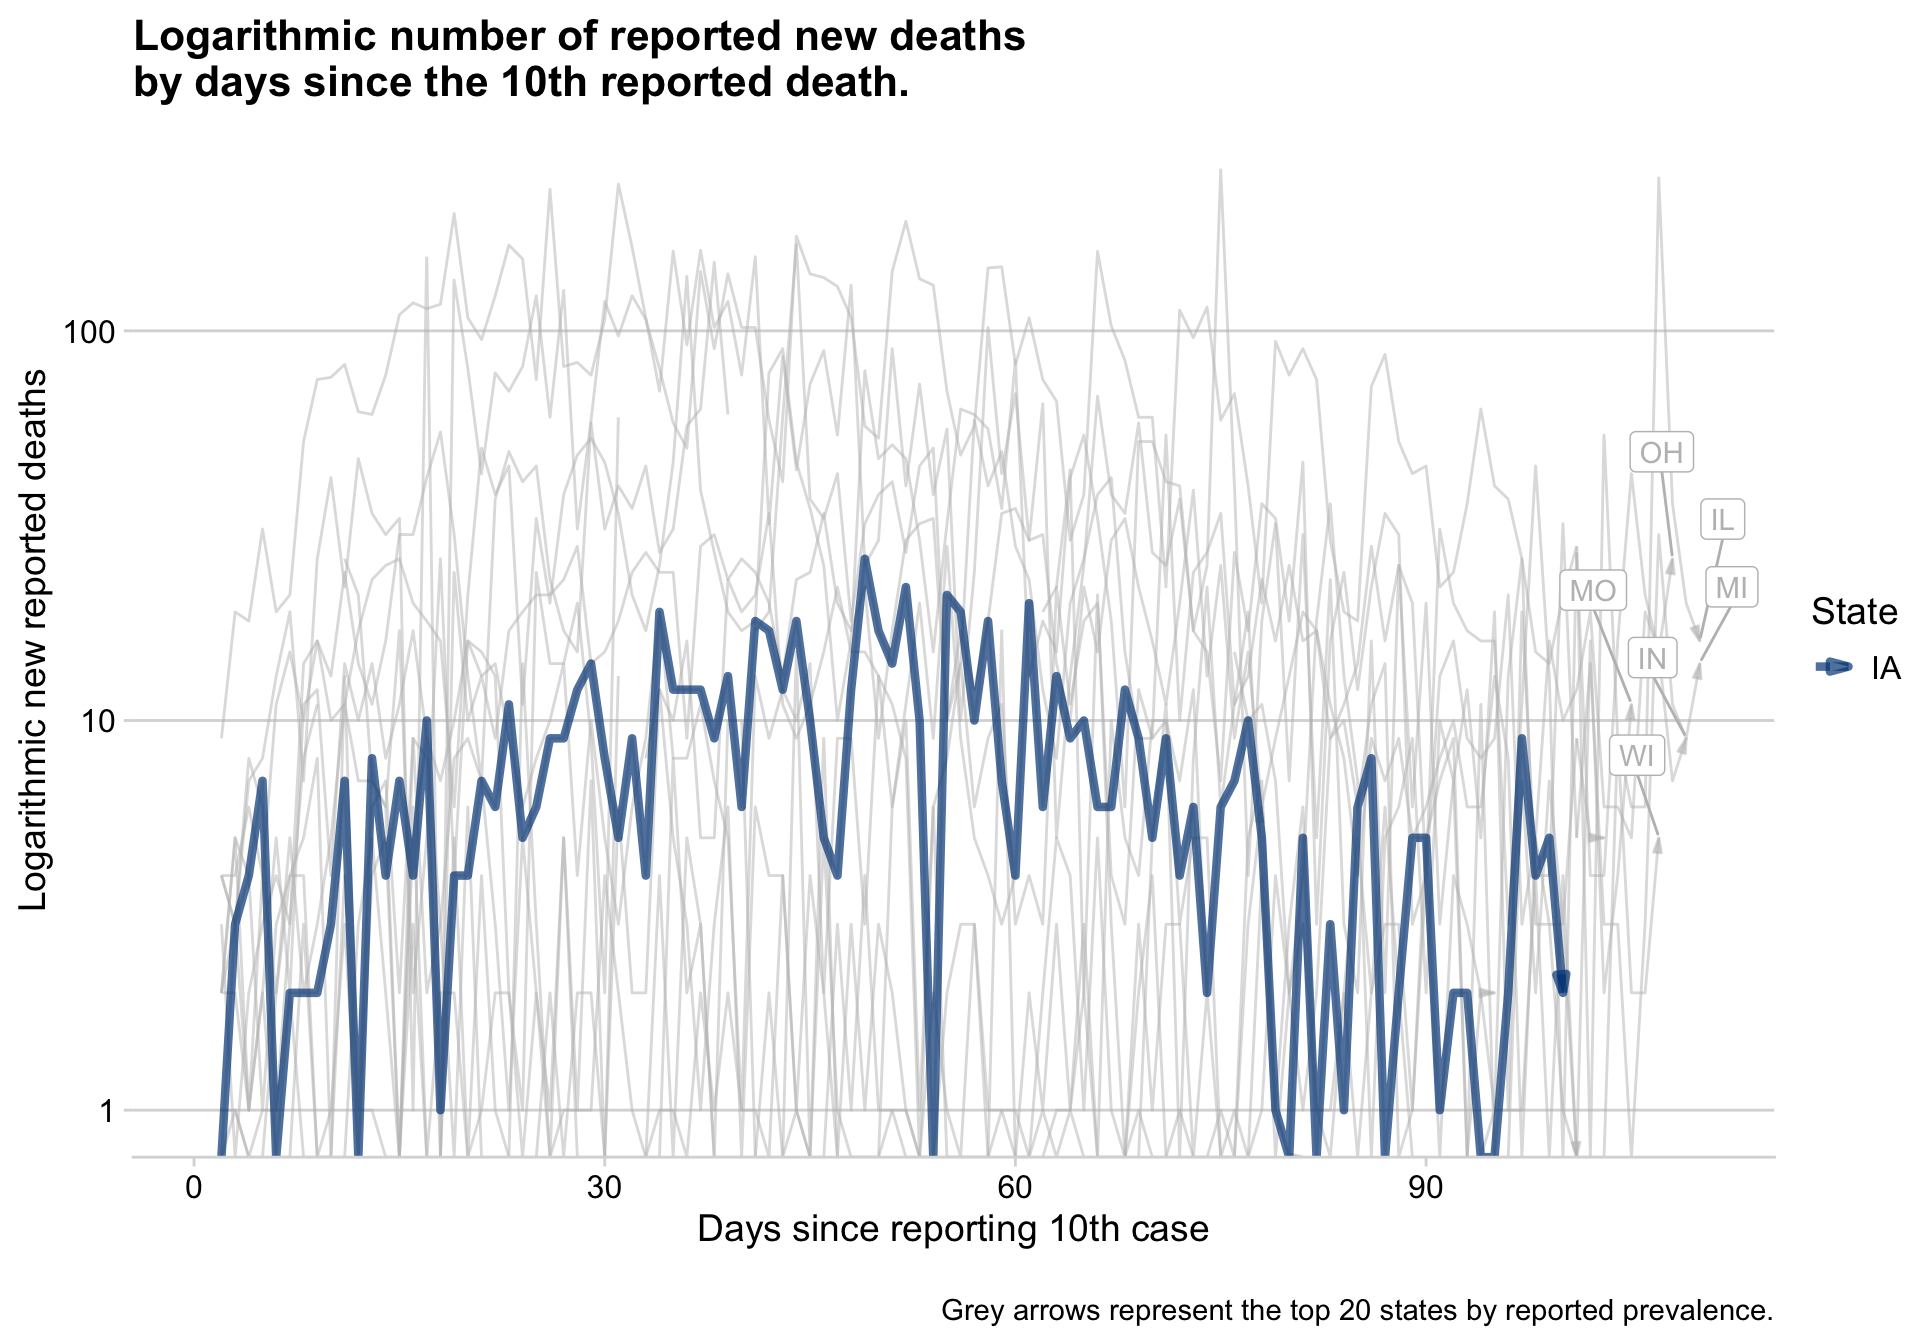 Logarithmic number of reported new deaths
by days since the 10th reported death.
Logarithmic new reported deaths
100
10
1
OH
IL
MO
MI
IN
WI
State
IA
0
30
60
90
Days since reporting 10th case
Grey arrows represent the top 20 states by reported prevalence.